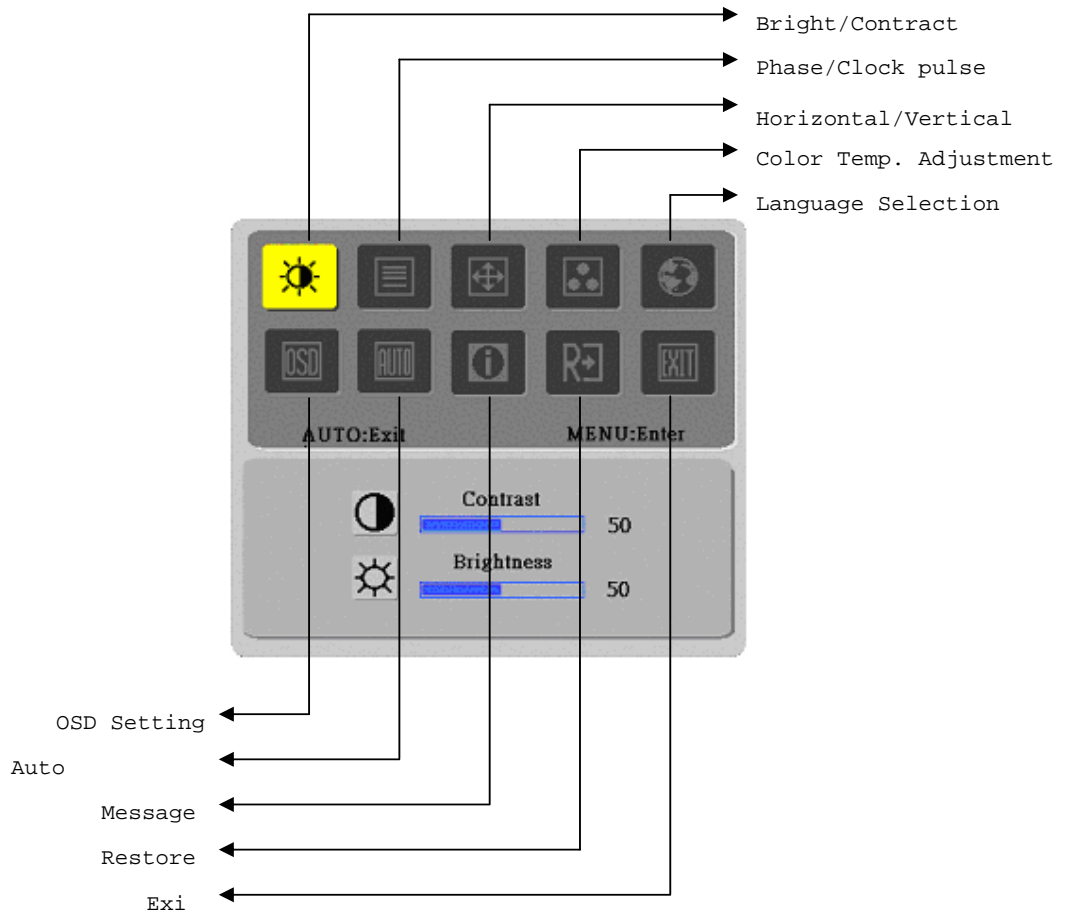 Bright/Contract
Phase/Clock pulse
Horizontal/Vertical
Color Temp. Adjustment
Language Selection
OSD AUTO i R EXIT
AUTO:Exit MENU:Enter
Contrast
50
Brightness
50
OSD Setting
Auto
Message
Restore
Exi